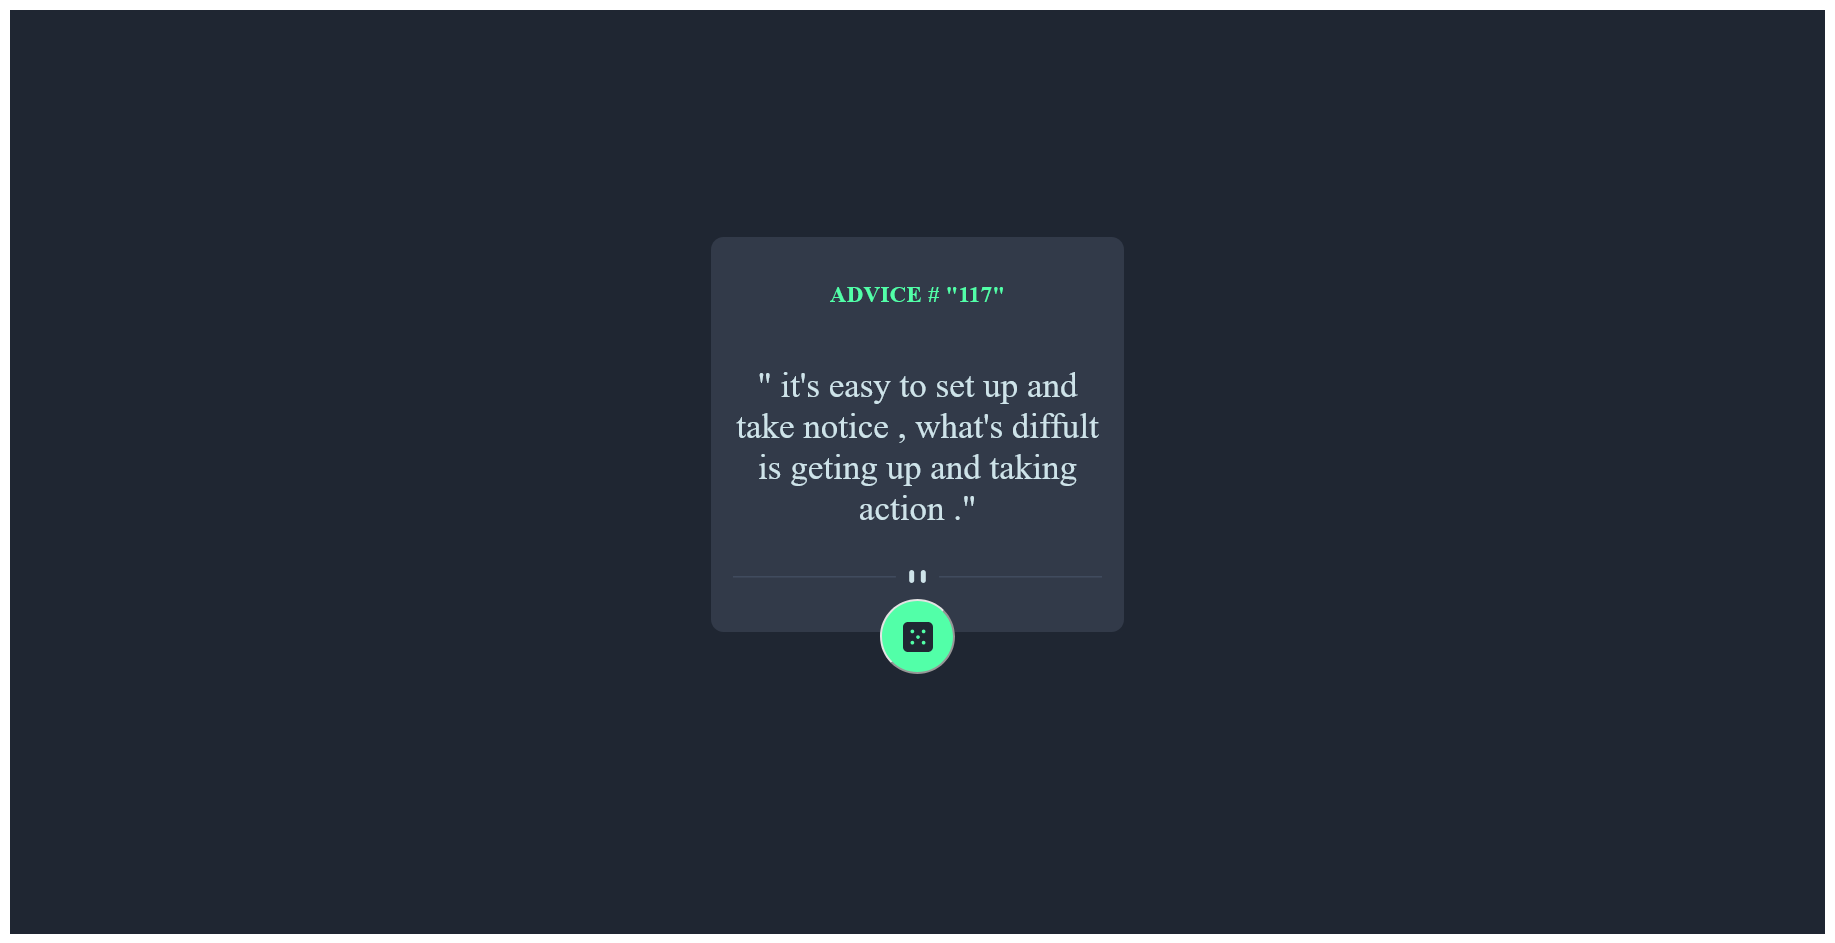 ADVICE # "117"
" it's easy to set up and
take notice , what's diffult
is geting up and taking
action ."